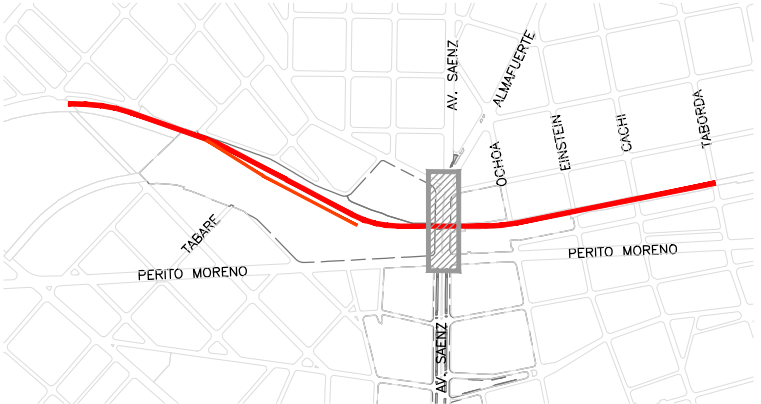 AV. SAENZ
ALMAFUERTE
OCHOA
EINSTEIN
CACHI
TABORDA
TABARE
PERITO MORENO
PERITO MORENO
AV. SAENZ